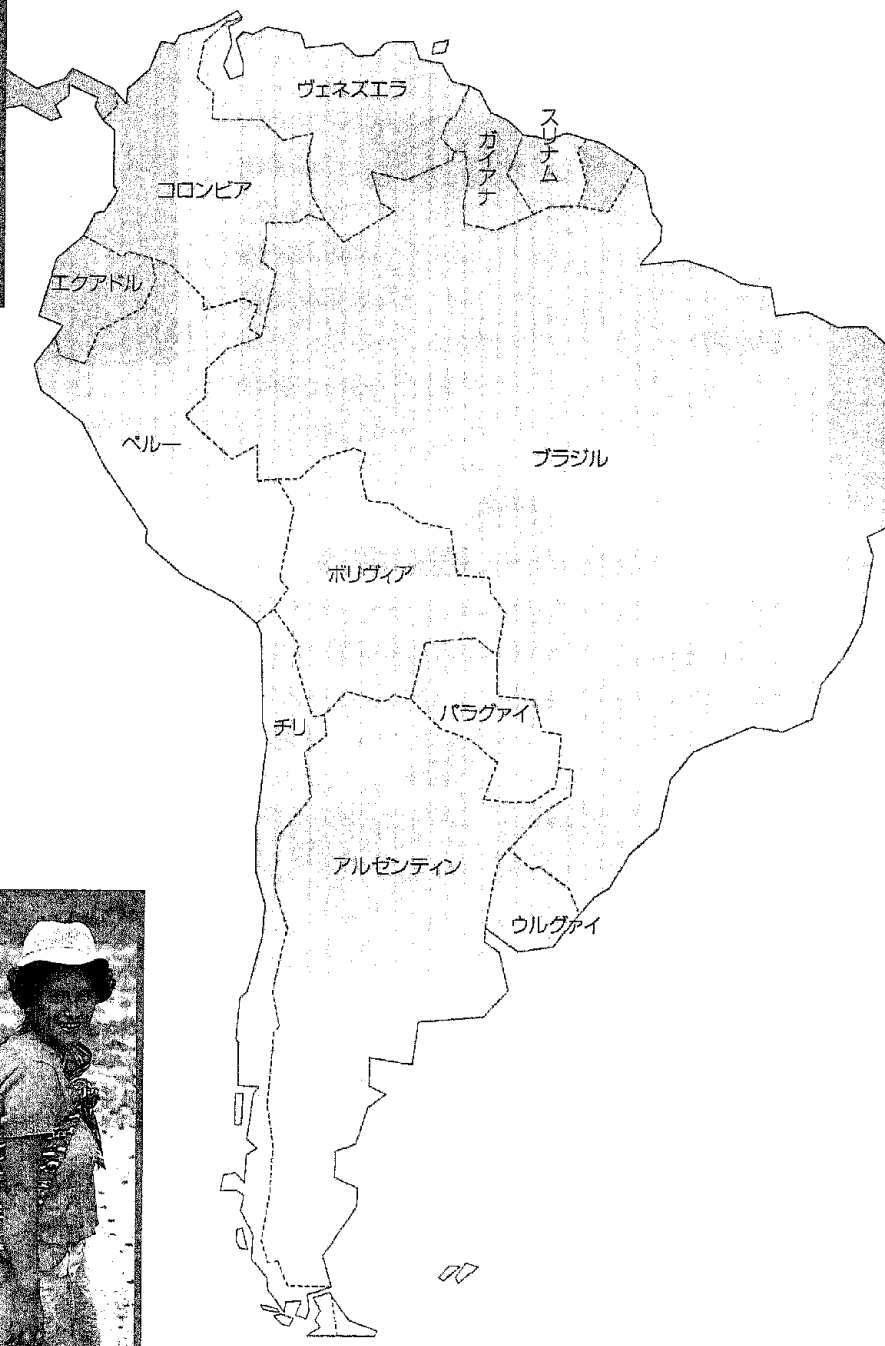 ヴェネズエラ
ガイアナ
スリナム
コロンビア
エクアドル
ペルー
ブラジル
ボリヴィア
パラグァイ
チリ
アルゼンティン
ウルグァイ